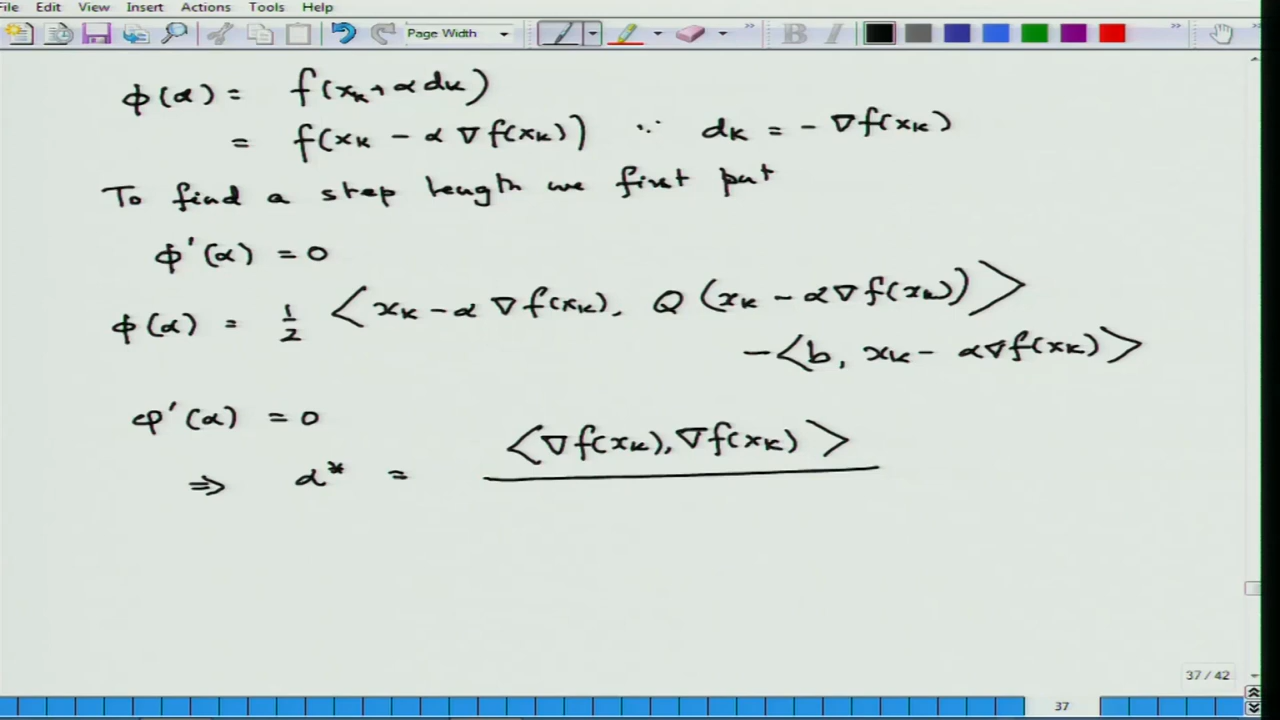 File Edit View Insert Actions Tools Help
Page Width
B I
φ(α) = f(xₖ + α dₖ)
= f(xₖ - α ∇f(xₖ)) ∵ dₖ = - ∇f(xₖ)
To find a step length we first put
φ'(α) = 0
φ(α) = 1/2 <xₖ - α ∇f(xₖ), Q (xₖ - α∇f(xₖ))>
- <b, xₖ - α∇f(xₖ)>
φ'(α) = 0
⇒ α* = <∇f(xₖ), ∇f(xₖ)>
37 / 42
37